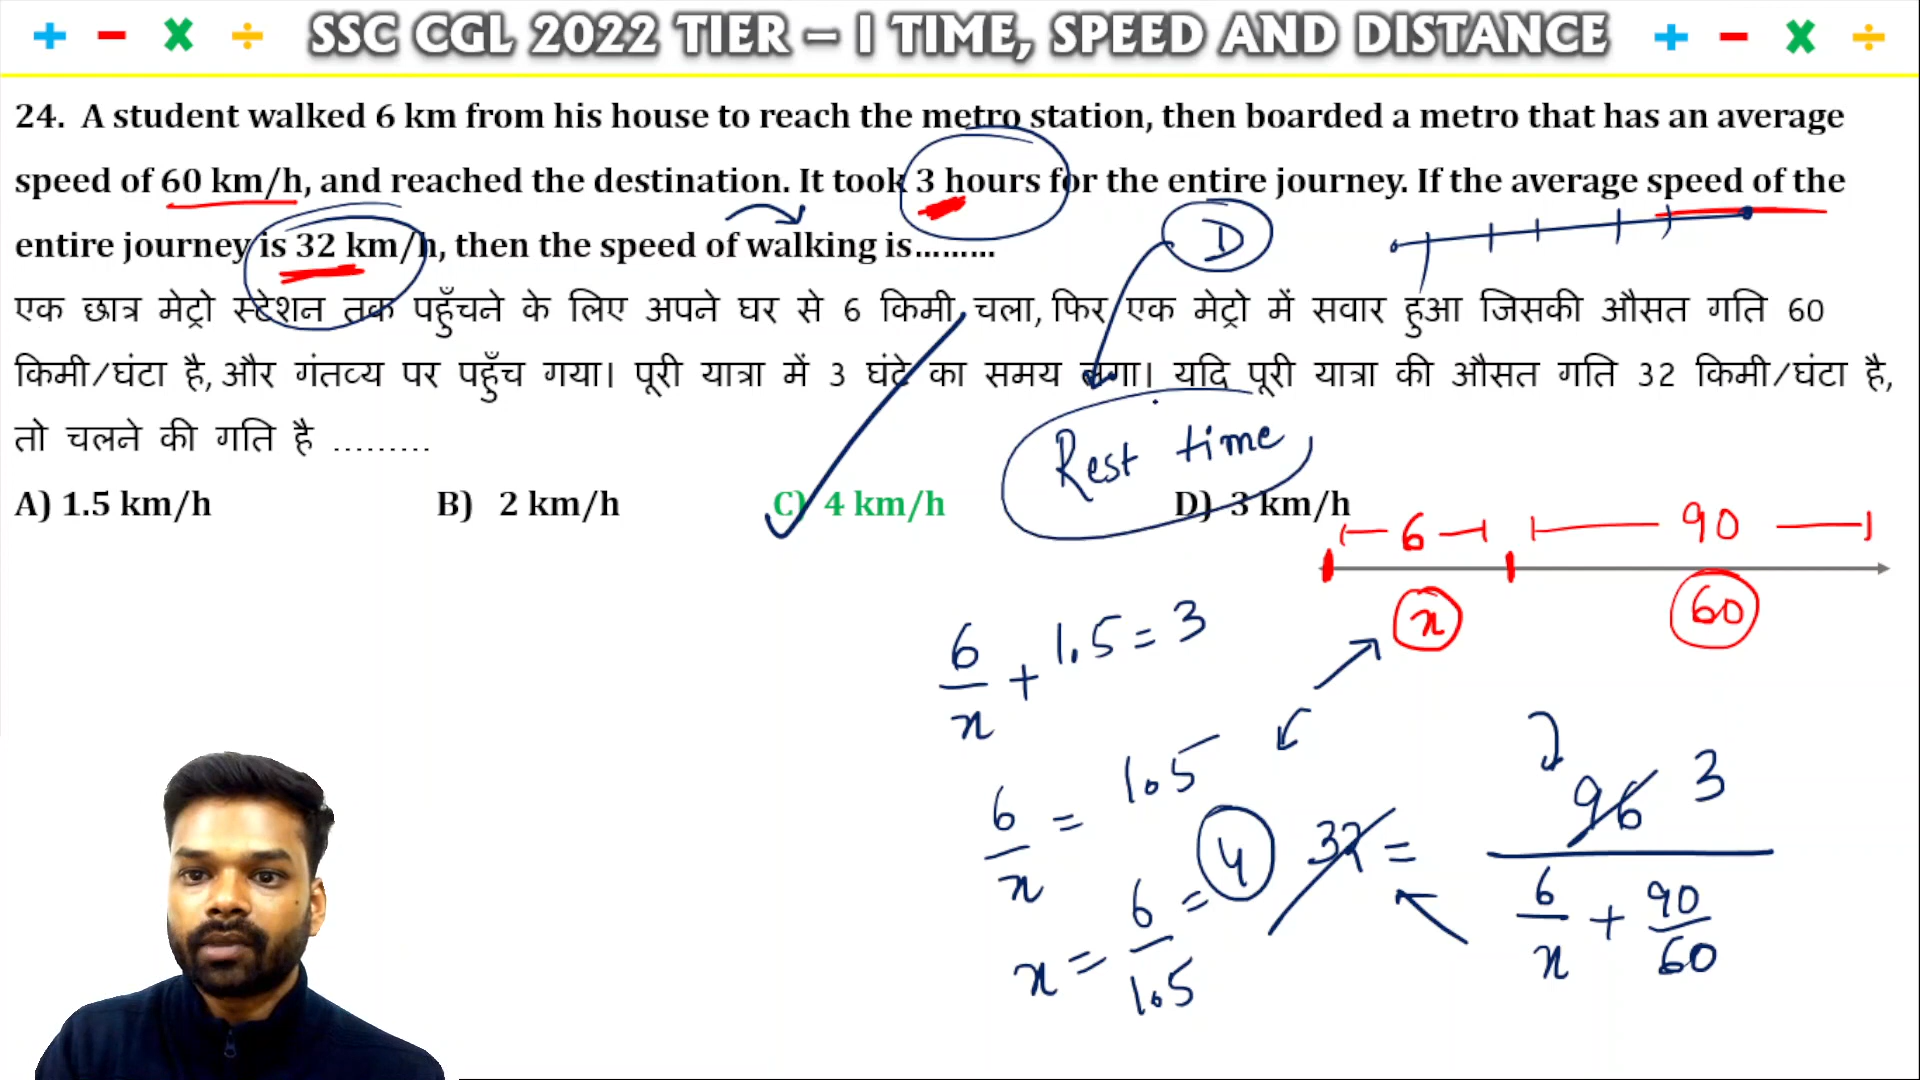 + − × ÷ SSC CGL 2022 TIER – I TIME, SPEED AND DISTANCE + − × ÷
24. A student walked 6 km from his house to reach the metro station, then boarded a metro that has an average
speed of 60 km/h, and reached the destination. It took 3 hours for the entire journey. If the average speed of the
entire journey is 32 km/h, then the speed of walking is.........
एक छात्र मेट्रो स्टेशन तक पहुँचने के लिए अपने घर से 6 किमी चला, फिर एक मेट्रो में सवार हुआ जिसकी औसत गति 60
किमी/घंटा है, और गंतव्य पर पहुँच गया। पूरी यात्रा में 3 घंटे का समय लगा। यदि पूरी यात्रा की औसत गति 32 किमी/घंटा है,
तो चलने की गति है .........
A) 1.5 km/h B) 2 km/h C) 4 km/h D) 3 km/h
D
Rest time
6 90
x 60
6/x + 1.5 = 3
6/x = 1.5
x = 6/1.5 = 4
32 = 96 3
6/x + 90/60